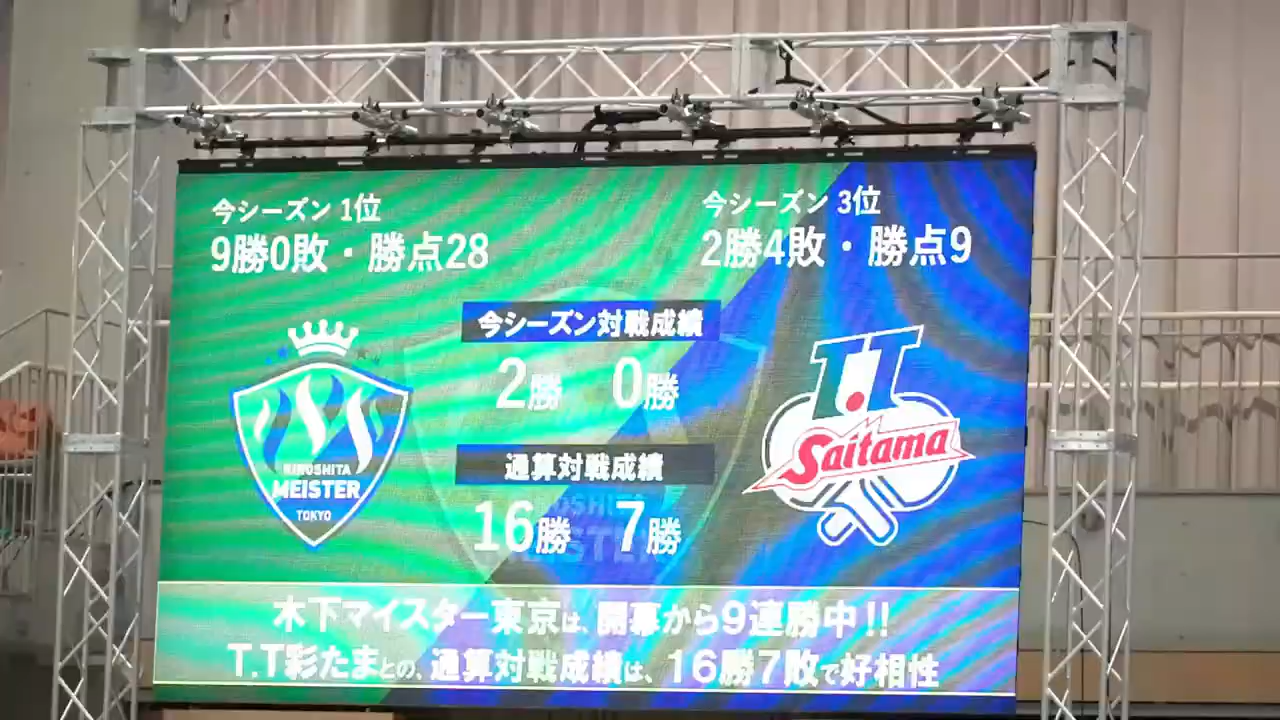 今シーズン 1位
9勝0敗・勝点28
今シーズン 3位
2勝4敗・勝点9
今シーズン対戦成績
2勝 0勝
通算対戦成績
16勝 7勝
KINOSHITA
MEISTER
TOKYO
T.T
Saitama
木下マイスター東京は、開幕から9連勝中!!
T.T彩たまとの、通算対戦成績は、16勝7敗で好相性